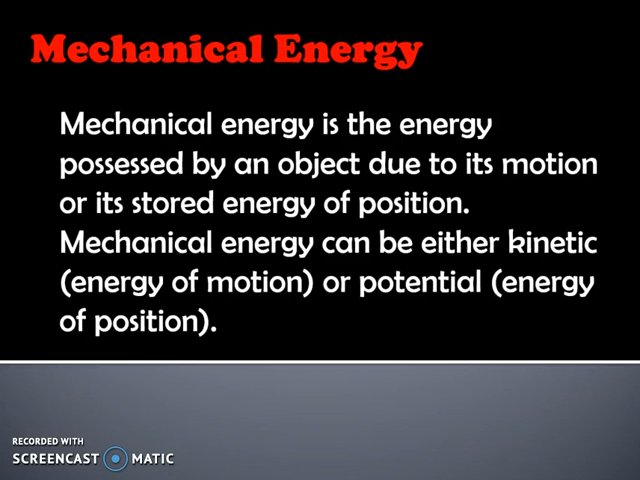 Mechanical Energy
Mechanical energy is the energy
possessed by an object due to its motion
or its stored energy of position.
Mechanical energy can be either kinetic
(energy of motion) or potential (energy
of position).
RECORDED WITH
SCREENCAST MATIC